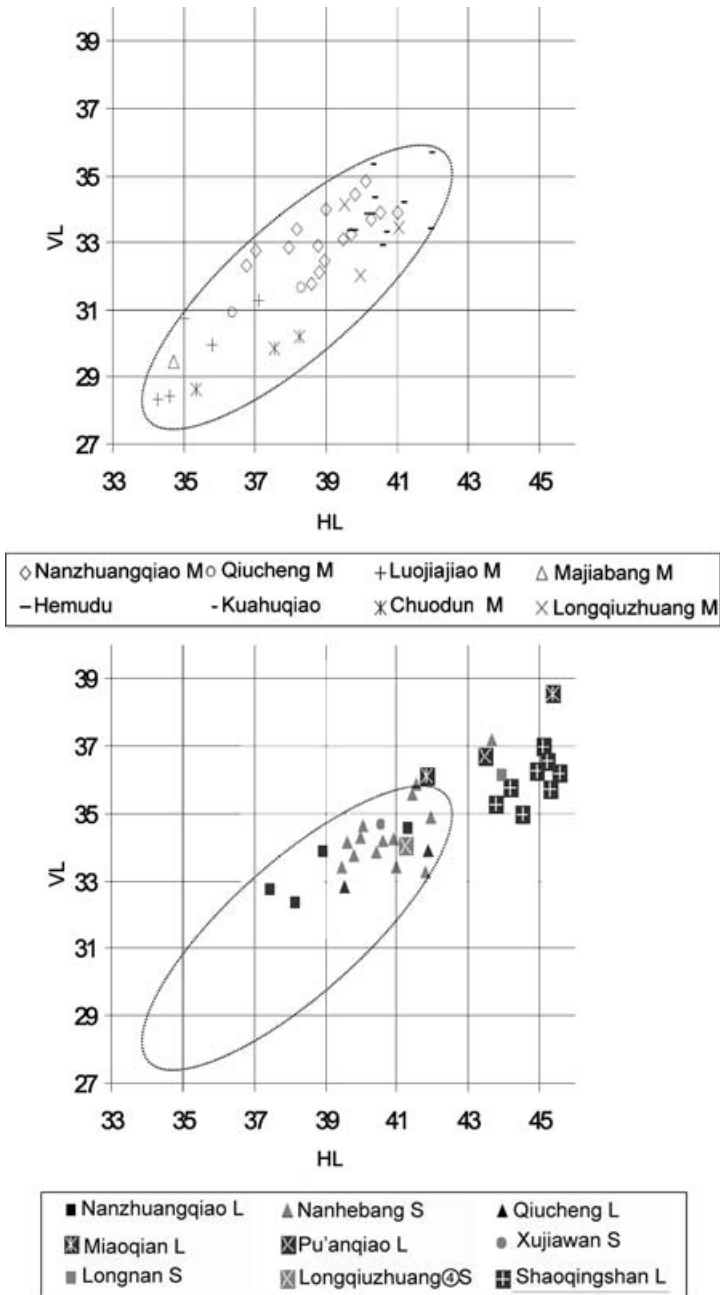 39
37
35
VL
33
31
29
27
33 35 37 39 41 43 45
HL
Nanzhuangqiao M Qiucheng M Luojiajiao M Majiabang M
Hemudu Kuahuqiao Chuodun M Longqiuzhuang M
39
37
35
VL
33
31
29
27
33 35 37 39 41 43 45
HL
Nanzhuangqiao L Nanhebang S Qiucheng L
Miaoqian L Pu'anqiao L Xujiawan S
Longnan S Longqiuzhuang④S Shaoqingshan L